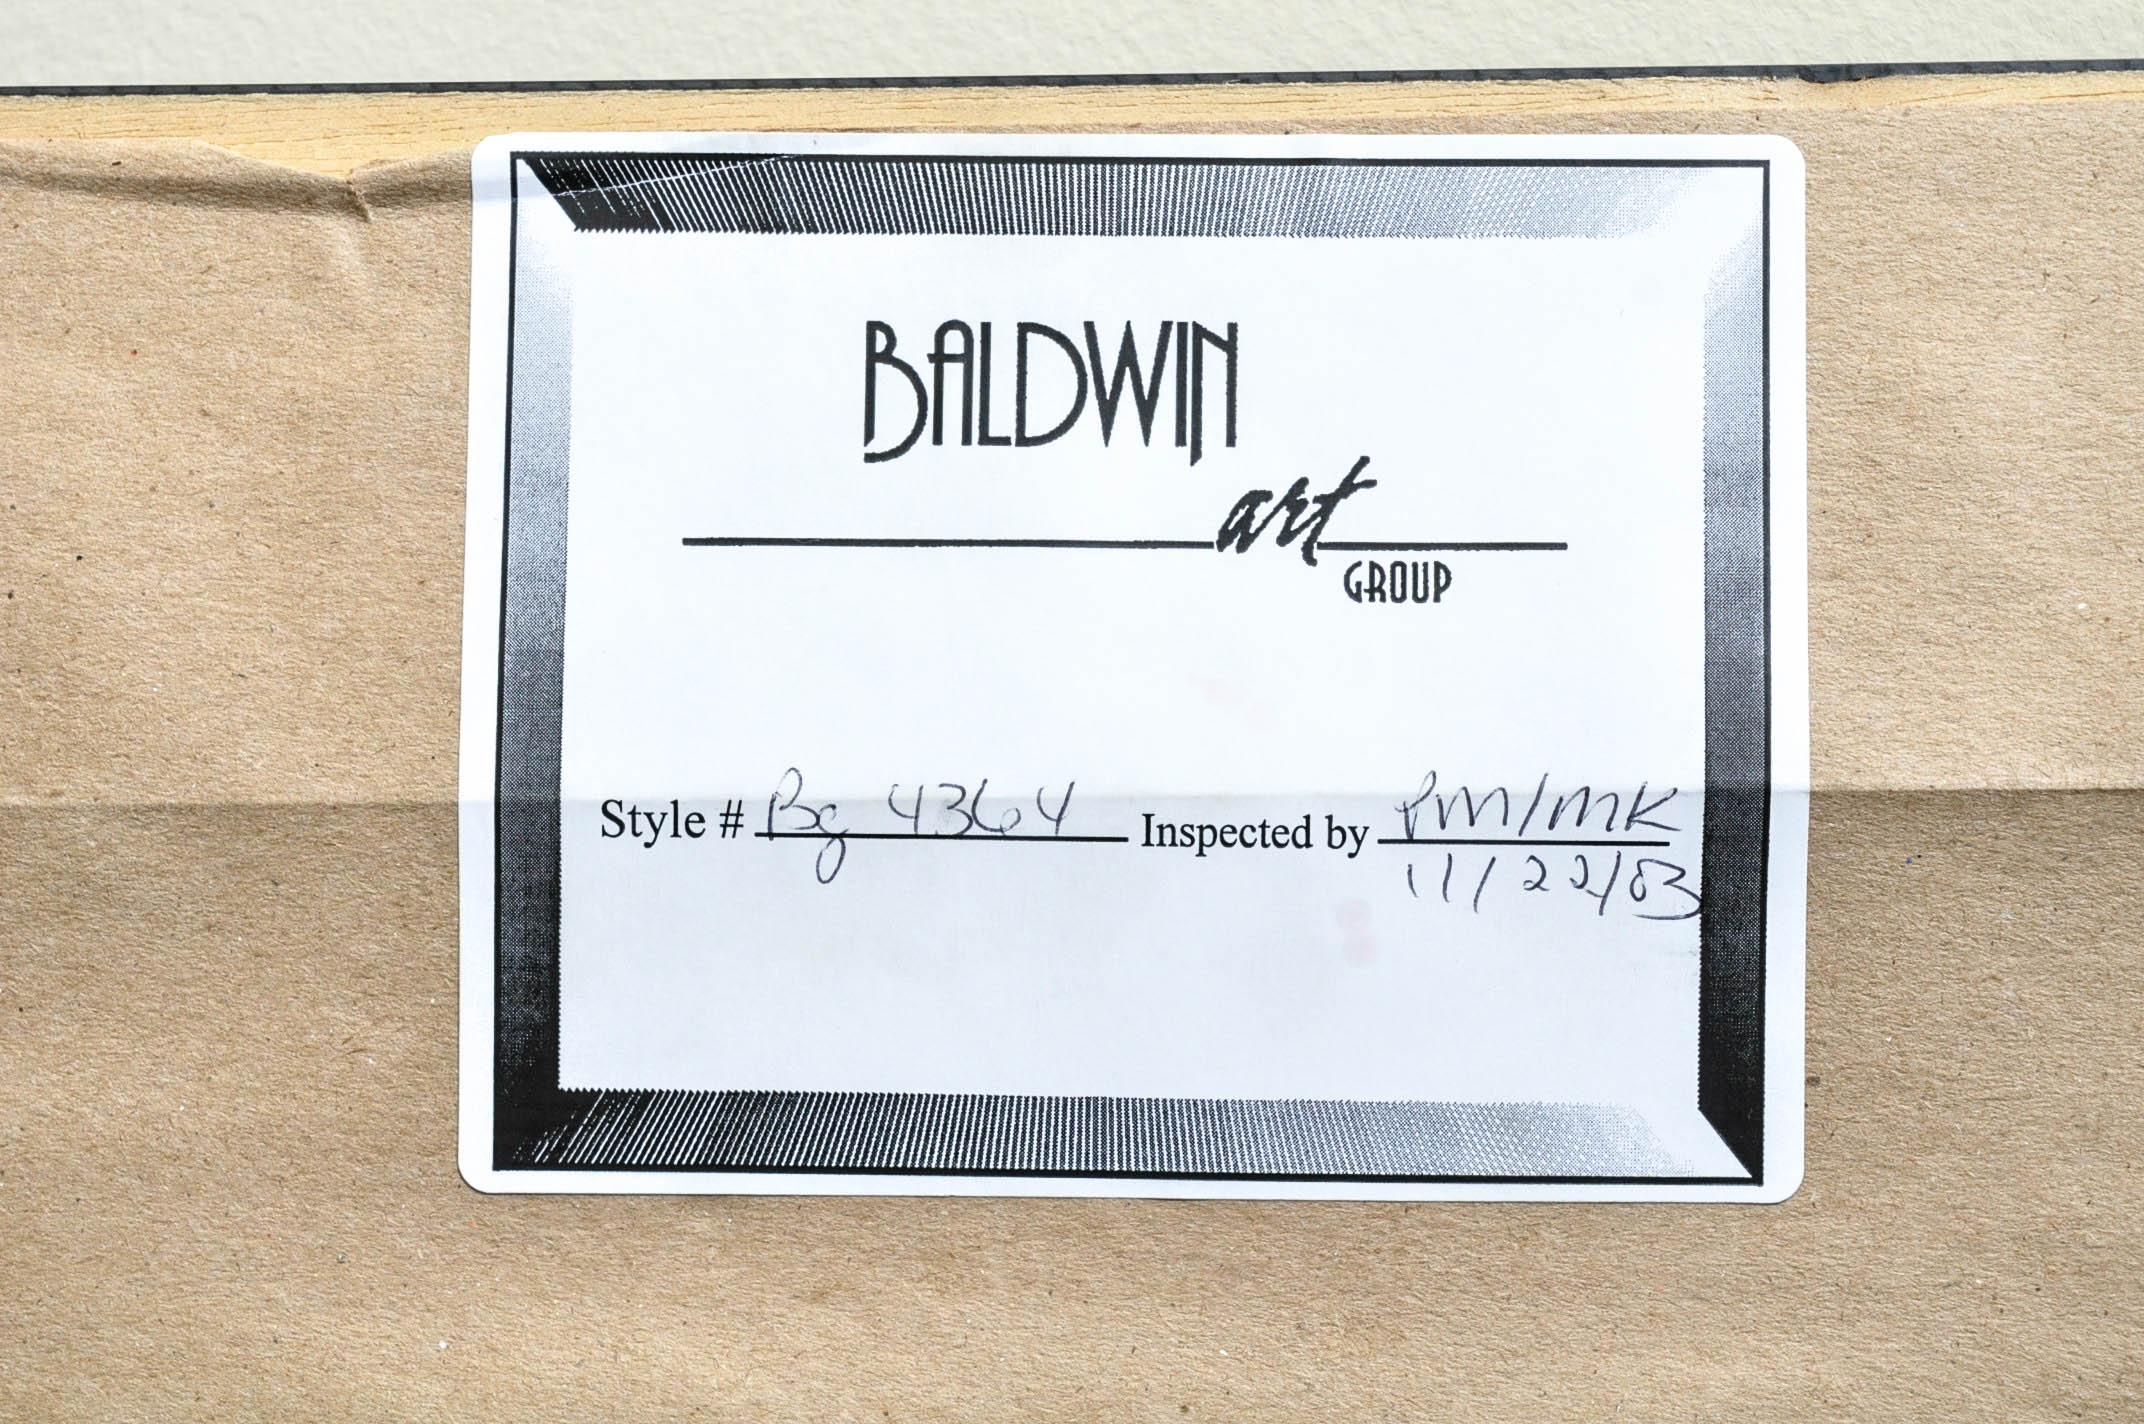 BALDWIN
art
GROUP
Style # Bg 4364 Inspected by PM/MK
11/22/03